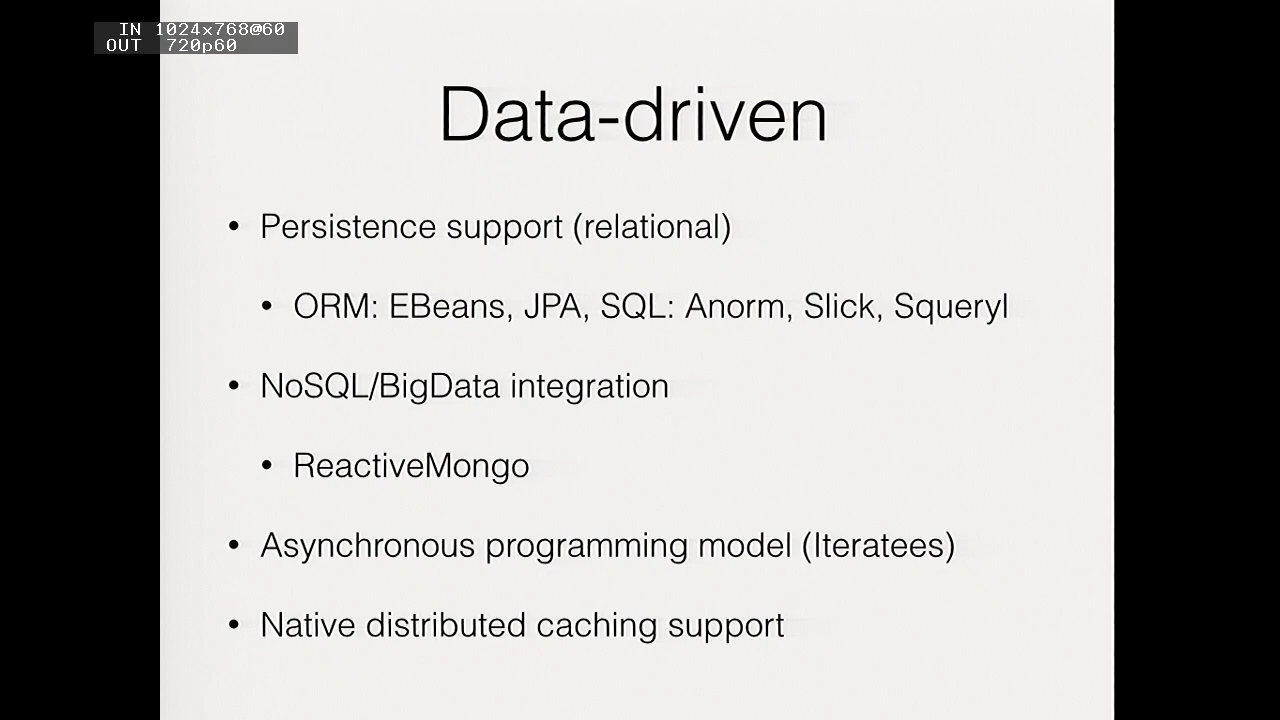 IN 1024x768@60
OUT 720p60
Data-driven
• Persistence support (relational)
• ORM: EBeans, JPA, SQL: Anorm, Slick, Squeryl
• NoSQL/BigData integration
• ReactiveMongo
• Asynchronous programming model (Iteratees)
• Native distributed caching support